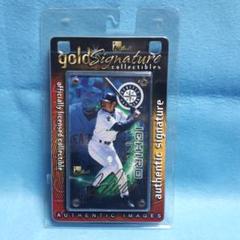 gold Signature
collectibles
officially licensed collectible
authentic signature
ICHIRO
AUTHENTIC IMAGES